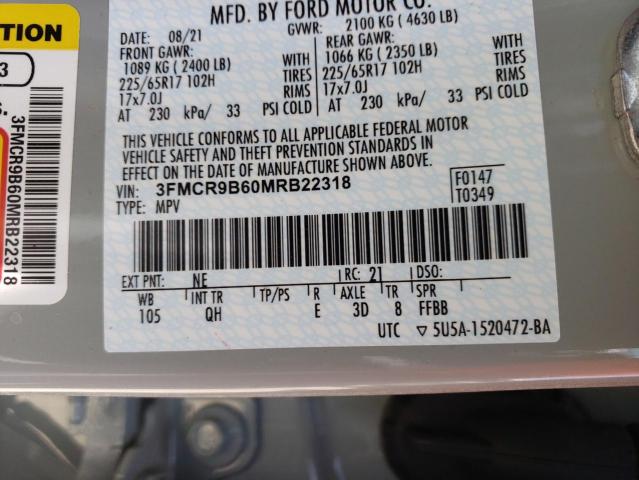 MFD. BY FORD MOTOR CO.
DATE: 08/21 GVWR: 2100 KG ( 4630 LB)
FRONT GAWR: REAR GAWR:
1089 KG ( 2400 LB) WITH 1066 KG ( 2350 LB) WITH
225/65R17 102H TIRES 225/65R17 102H TIRES
17x7.0J RIMS 17x7.0J RIMS
AT 230 kPa/ 33 PSI COLD AT 230 kPa/ 33 PSI COLD
THIS VEHICLE CONFORMS TO ALL APPLICABLE FEDERAL MOTOR
VEHICLE SAFETY AND THEFT PREVENTION STANDARDS IN
EFFECT ON THE DATE OF MANUFACTURE SHOWN ABOVE.
VIN: 3FMCR9B60MRB22318 F0147
TYPE: MPV T0349
EXT PNT: NE RC: 21 DSO:
WB INT TR TP/PS R AXLE TR SPR
105 QH E 3D 8 FFBB
UTC ▽5U5A-1520472-BA
TION
3
3FMCR9B60MRB22318